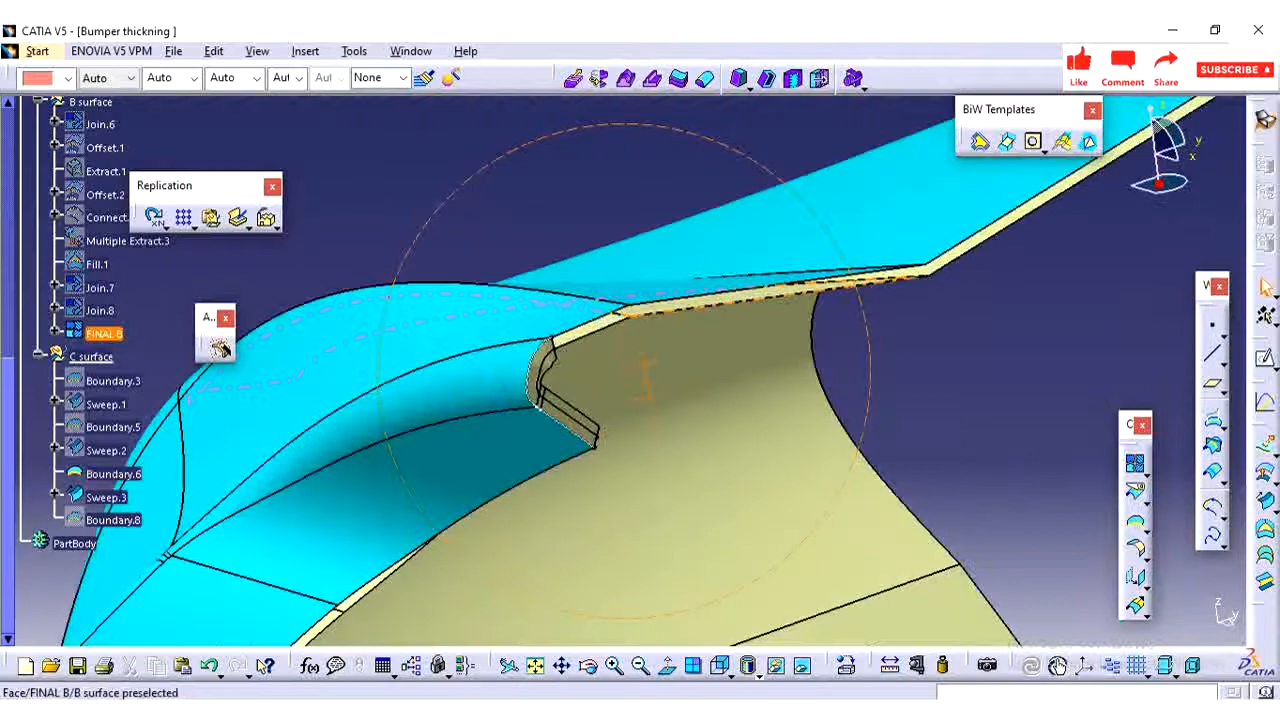 CATIA V5 - [Bumper thickning ]
Start ENOVIA V5 VPM File Edit View Insert Tools Window Help
Auto Auto Auto Aut Aut None
Like Comment Share SUBSCRIBE
BiW Templates
B surface
Join.6
Offset.1
Extract.1
Offset.2
Connect.
Multiple Extract.3
Fill.1
Join.7
Join.8
FINAL B
C surface
Boundary.3
Sweep.1
Boundary.5
Sweep.2
Boundary.6
Sweep.3
Boundary.8
PartBody
Replication
A..
W
C
z
y
x
z
y
f(x)
CATIA
Face/FINAL B/B surface preselected